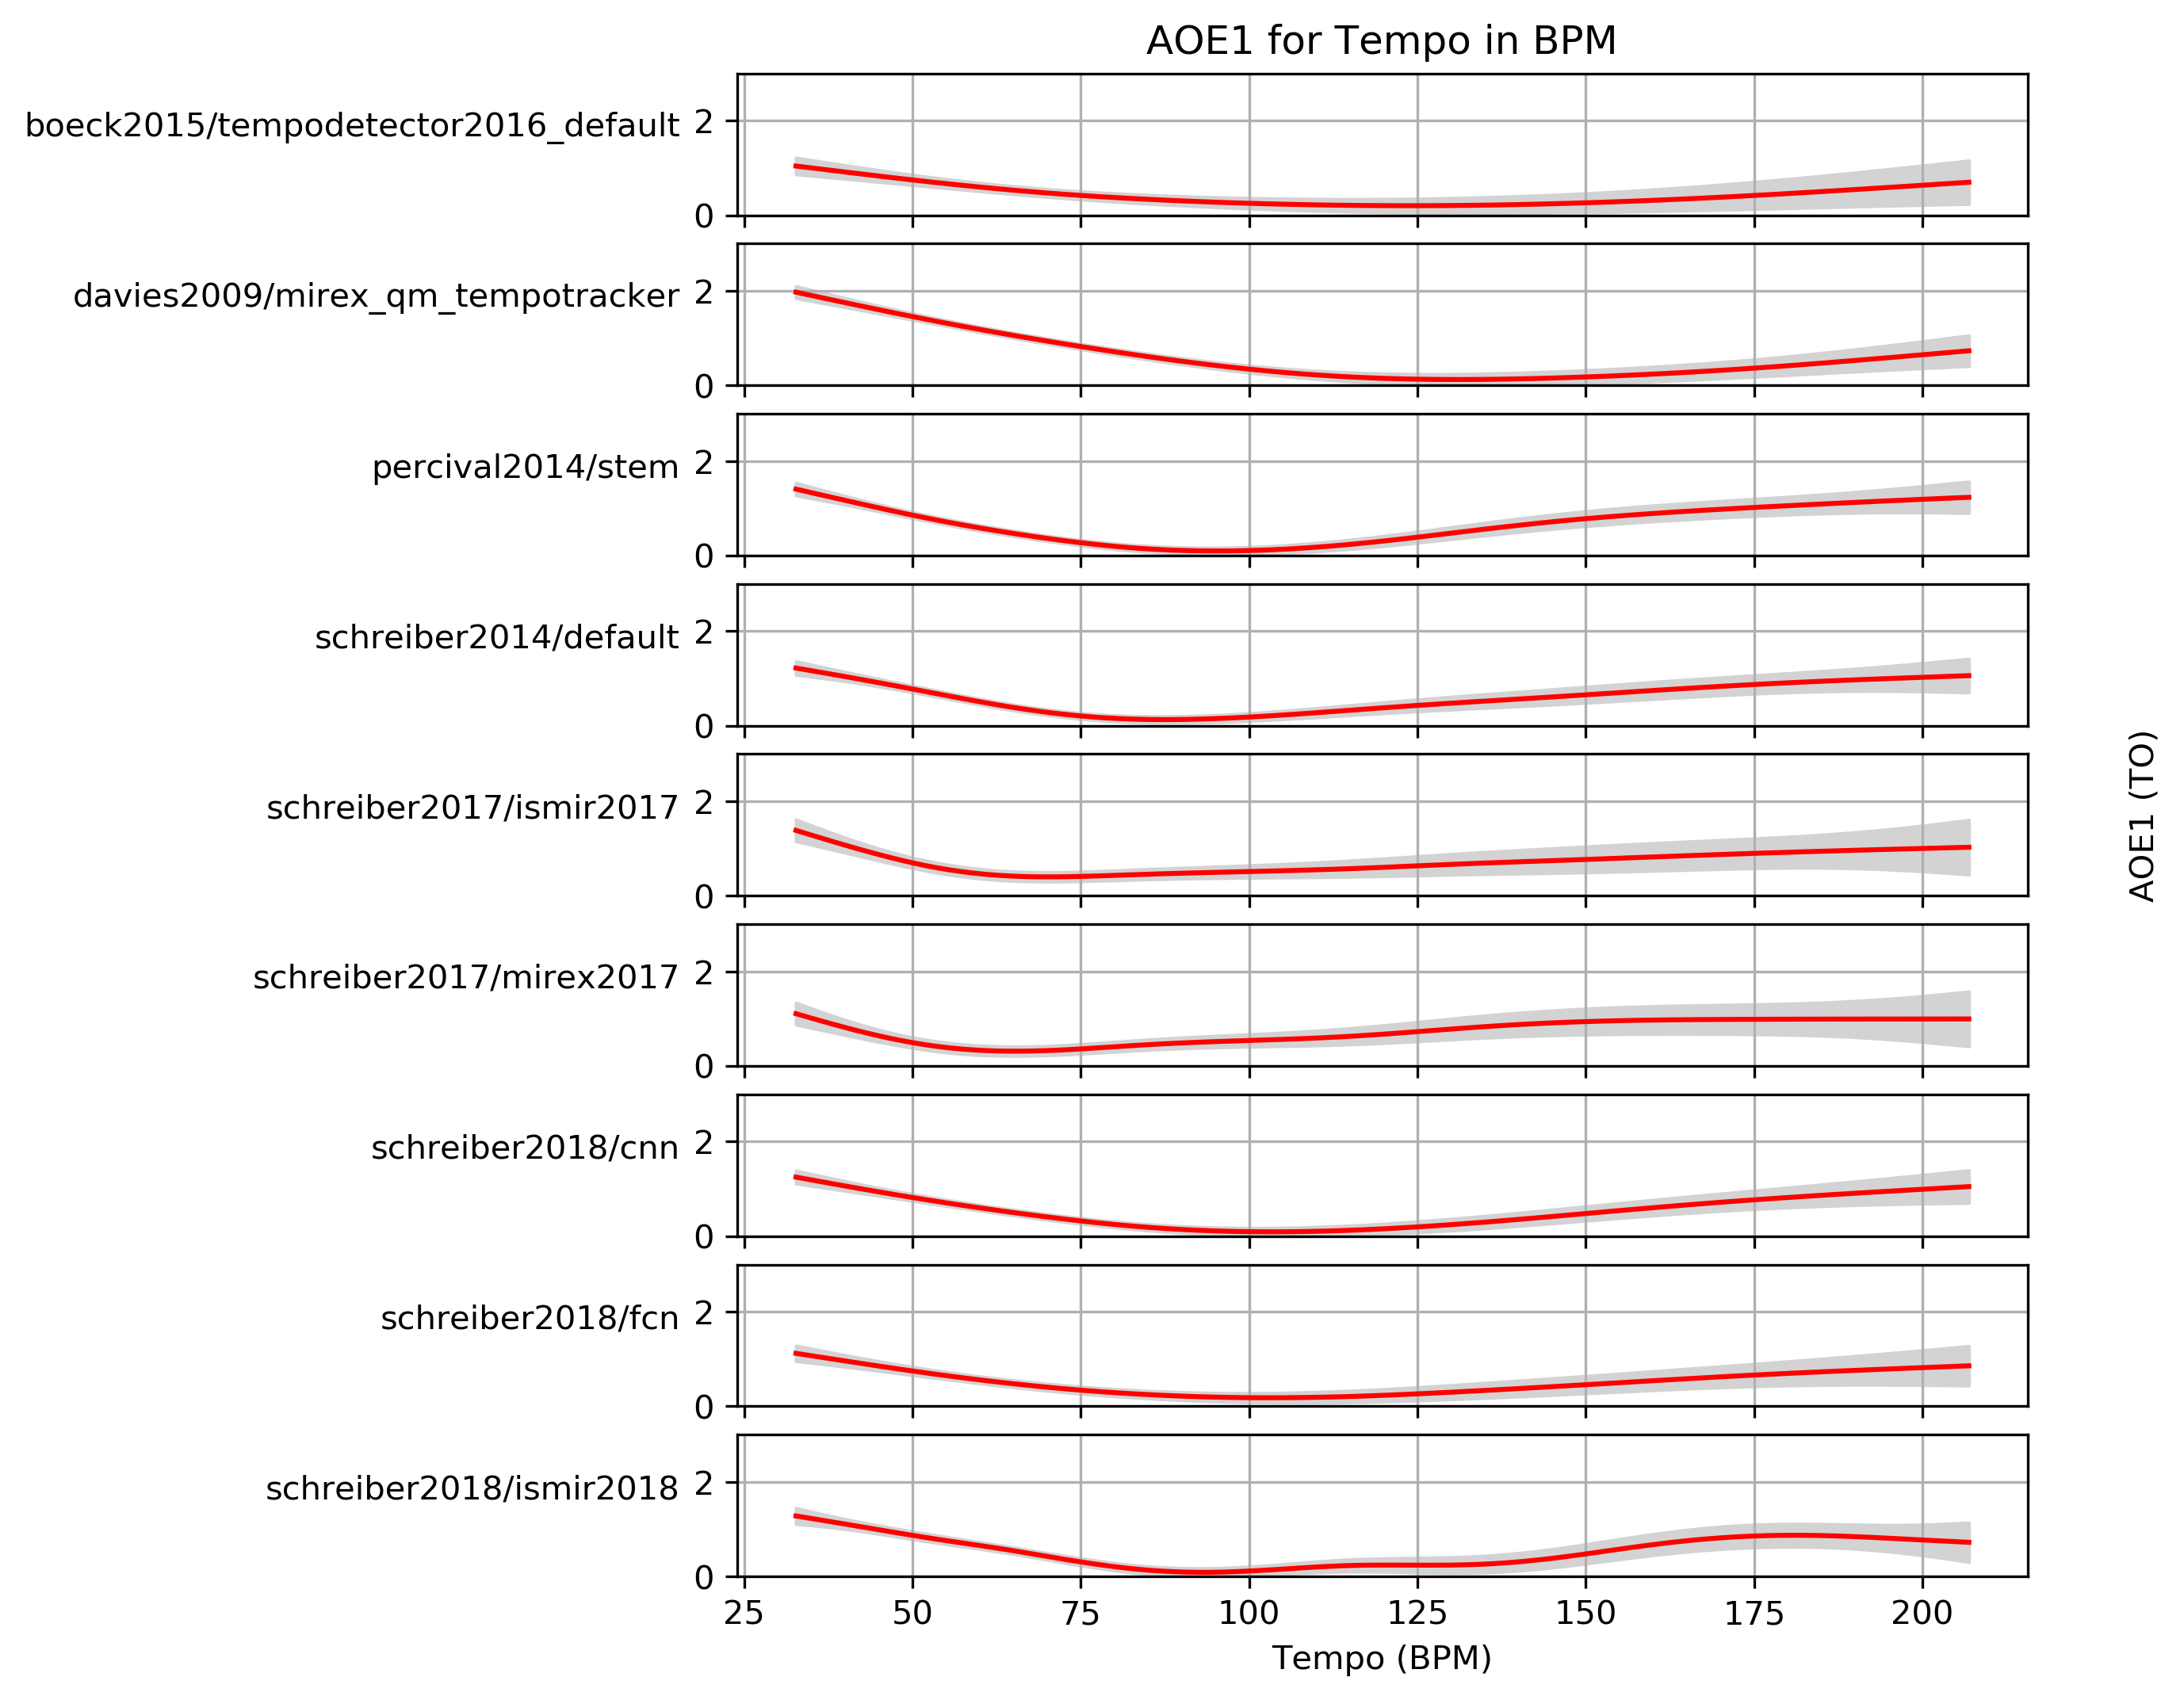 AOE1 for Tempo in BPM
boeck2015/tempodetector2016_default
2
0
davies2009/mirex_qm_tempotracker
2
0
percival2014/stem
2
0
schreiber2014/default
2
0
schreiber2017/ismir2017
2
0
schreiber2017/mirex2017
2
0
schreiber2018/cnn
2
0
schreiber2018/fcn
2
0
schreiber2018/ismir2018
2
0
25 50 75 100 125 150 175 200
Tempo (BPM)
AOE1 (TO)